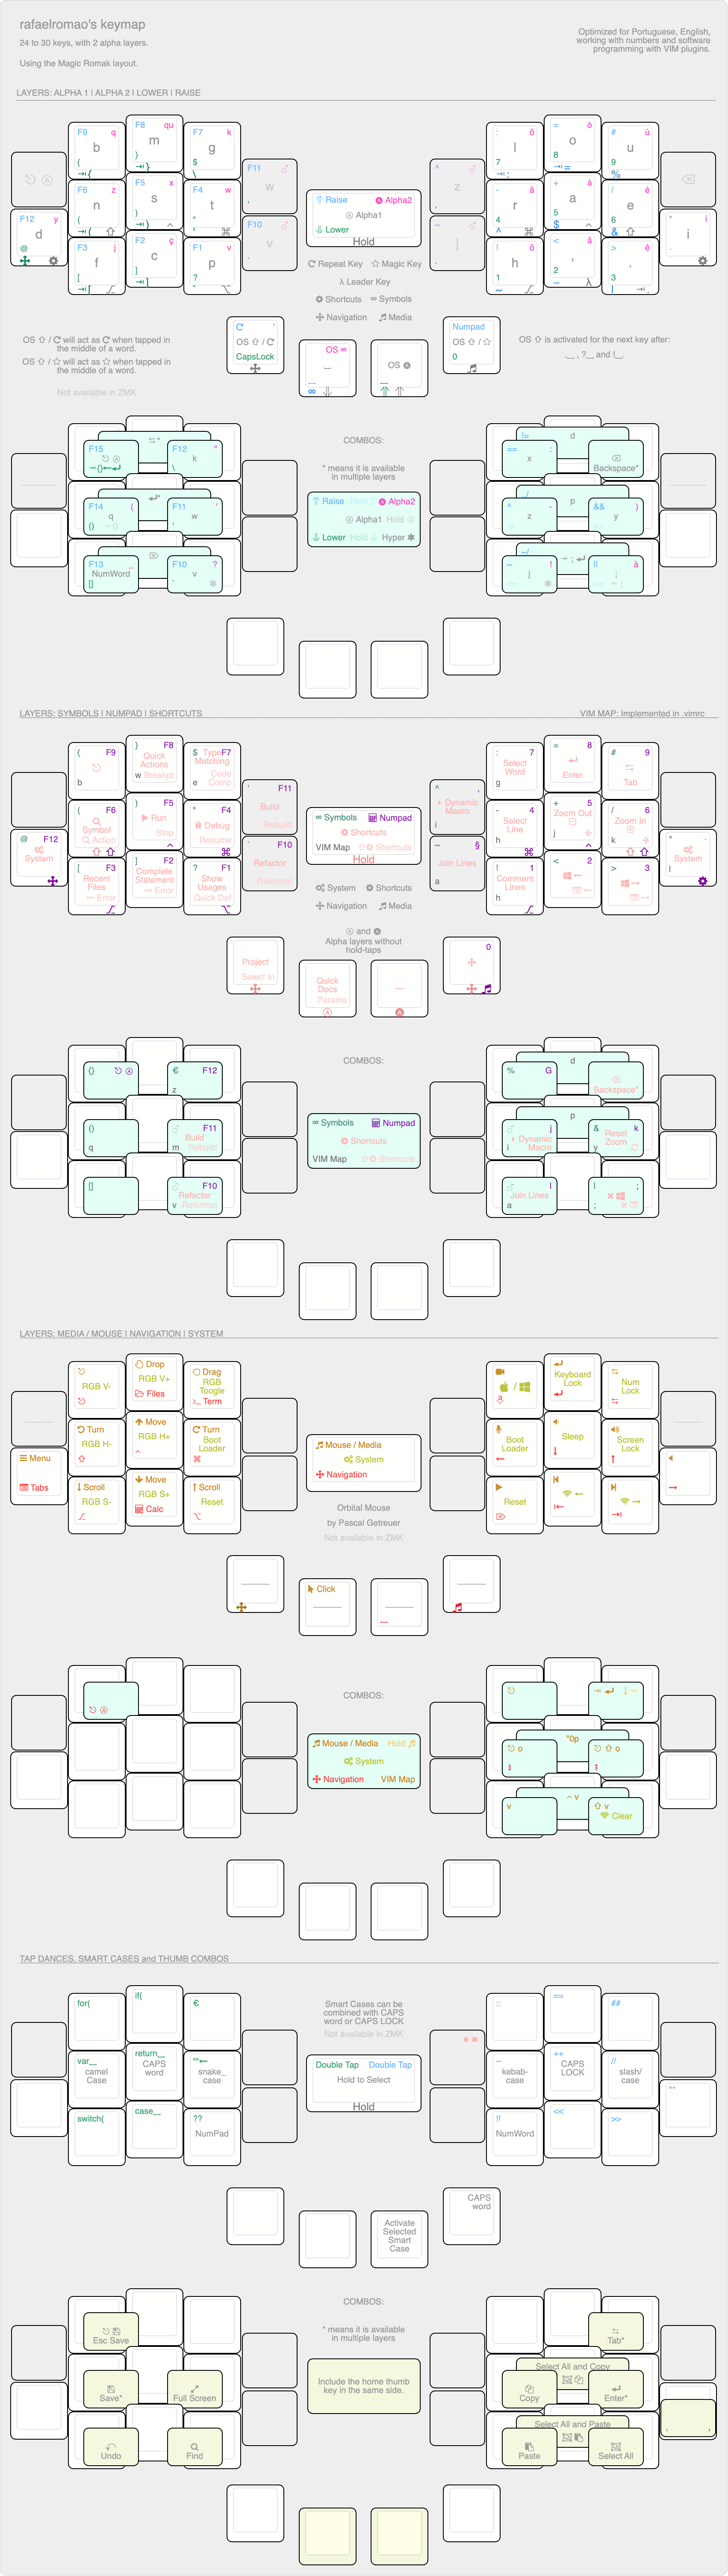 rafaelromao's keymap
24 to 30 keys, with 2 alpha layers.
Using the Magic Romak layout.
Optimized for Portuguese, English,
working with numbers and software
programming with VIM plugins.
LAYERS: ALPHA 1 | ALPHA 2 | LOWER | RAISE
F9 q F8 qu F7 k
b m p
{ } $
F11 w
F6 z F5 x F4 t
n s t
F10 v
F12 y
d
@
F3 j F2 ç F1 v
f c g
[ ] ?
: ô = ó # ú
l o u
7 8 9 %
^ z
- ã + á / é
r a e
4 5 $ 6 &
i
! õ < â > ê
h ' .
1 2 3
Raise Alpha2
Alpha1
Lower
Hold
Repeat Key Magic Key
λ Leader Key
Shortcuts ∞ Symbols
Navigation Media
OS ⇧ / ⟳ will act as ⟳ when tapped in
the middle of a word.
OS ⇧ / ☆ will act as ☆ when tapped in
the middle of a word.
Not available in ZMK
OS ⇧ / ⟳
CapsLock
OS ∞
OS
Numpad
OS ⇧ / ☆
0
OS ⇧ is activated for the next key after:
COMBOS:
* means it is available
in multiple layers
Raise Hold Alpha2
Alpha1 Hold
Lower Hold Hyper
F15 F12 k
F14 q ( F11
() 
F13 NumWord [] F10 v ?
!= d
== x : Backspace*
^ z - p && y )
j ! || ; à
LAYERS: SYMBOLS | NUMPAD | SHORTCUTS
VIM MAP: Implemented in .vimrc
{ F9 b
} F8 Quick Actions w Breakpt
$ Type F7 Matching e Code Comp
F11 Build Rebuild
( F6 Symbol Action
) F5 Run Stop
F4 Debug Resume
F10 Refactor Reformat
@ F12 System
[ F3 Recent Files Error
] F2 Complete Statement Error
? F1 Show Usages Quick Def
∞ Symbols Numpad
Shortcuts
VIM Map Shortcuts
Hold
System Shortcuts
Navigation Media
Ⓐ and 🅐
Alpha layers without
hold-taps
: 7 Select Word g
= 8 Enter
# 9 Tab
^ Dynamic Macro i
- 4 Select Line h
+ 5 Zoom Out j
/ 6 Zoom In k
~ § Join Lines a
System l
! 1 Comment Lines h
< 2
> 3
Project
Select In
Quick
Docs
Params
0
COMBOS:
∞ Symbols Numpad
Shortcuts
VIM Map Shortcuts
{} € F12 z
() q F11 Build m Rebuild
[] F10 Refactor v Reformat
% G d Backspace*
p j Dynamic i Macro
& k Reset y Zoom
l Join Lines a
| ; ;
LAYERS: MEDIA / MOUSE | NAVIGATION | SYSTEM
RGB V-
Drop
RGB V+
Files
Drag
RGB
Toogle
Term
Turn
RGB H-
Move
RGB H+
Turn
Boot
Loader
Menu
Tabs
Scroll
RGB S-
Move
RGB S+
Calc
Scroll
Reset
Mouse / Media
System
Navigation
Orbital Mouse
by Pascal Getreuer
Not available in ZMK
Keyboard
Lock
Num
Lock
Boot
Loader
Sleep
Screen
Lock
Reset
Click
COMBOS:
Mouse / Media Hold
System
Navigation VIM Map
o "0p o
v ^ v v
Clear
TAP DANCES, SMART CASES and THUMB COMBOS
for( if( €
var__ camel Case
return__ CAPS word
snake_ case
switch( case__ ?? NumPad
Smart Cases can be
combined with CAPS
word or CAPS LOCK
Not available in ZMK
Double Tap Double Tap
Hold to Select
Hold
:: == ##
-- kebab-case
++ CAPS LOCK
// slash/ case
**
!! NumWord << >>
Activate
Selected
Smart
Case
CAPS
word
COMBOS:
* means it is available
in multiple layers
Include the home thumb
key in the same side.
Esc Save
Save* Full Screen
Undo Find
Tab*
Select All and Copy
Copy Enter*
Select All and Paste
Paste Select All